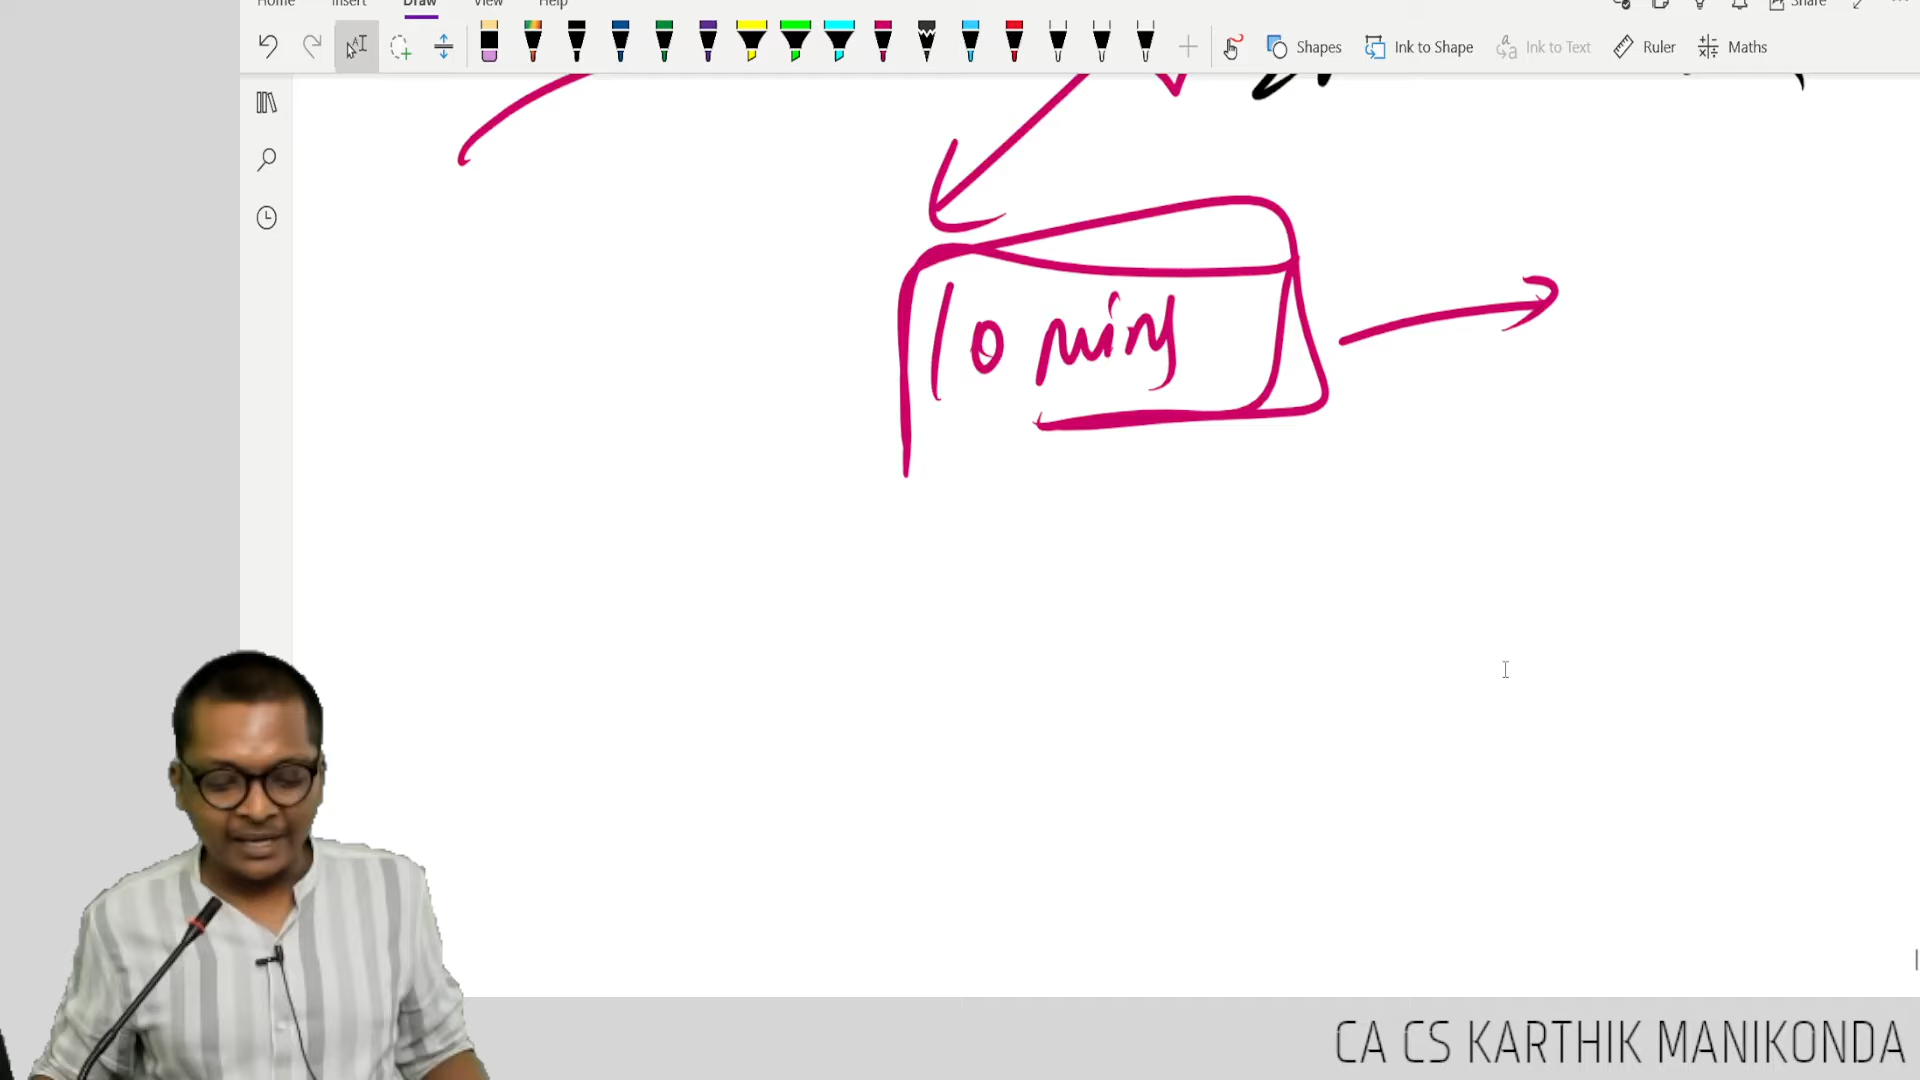 Home Insert Draw View Help Share
Shapes Ink to Shape Ink to Text Ruler Maths
10 mins
CA CS KARTHIK MANIKONDA